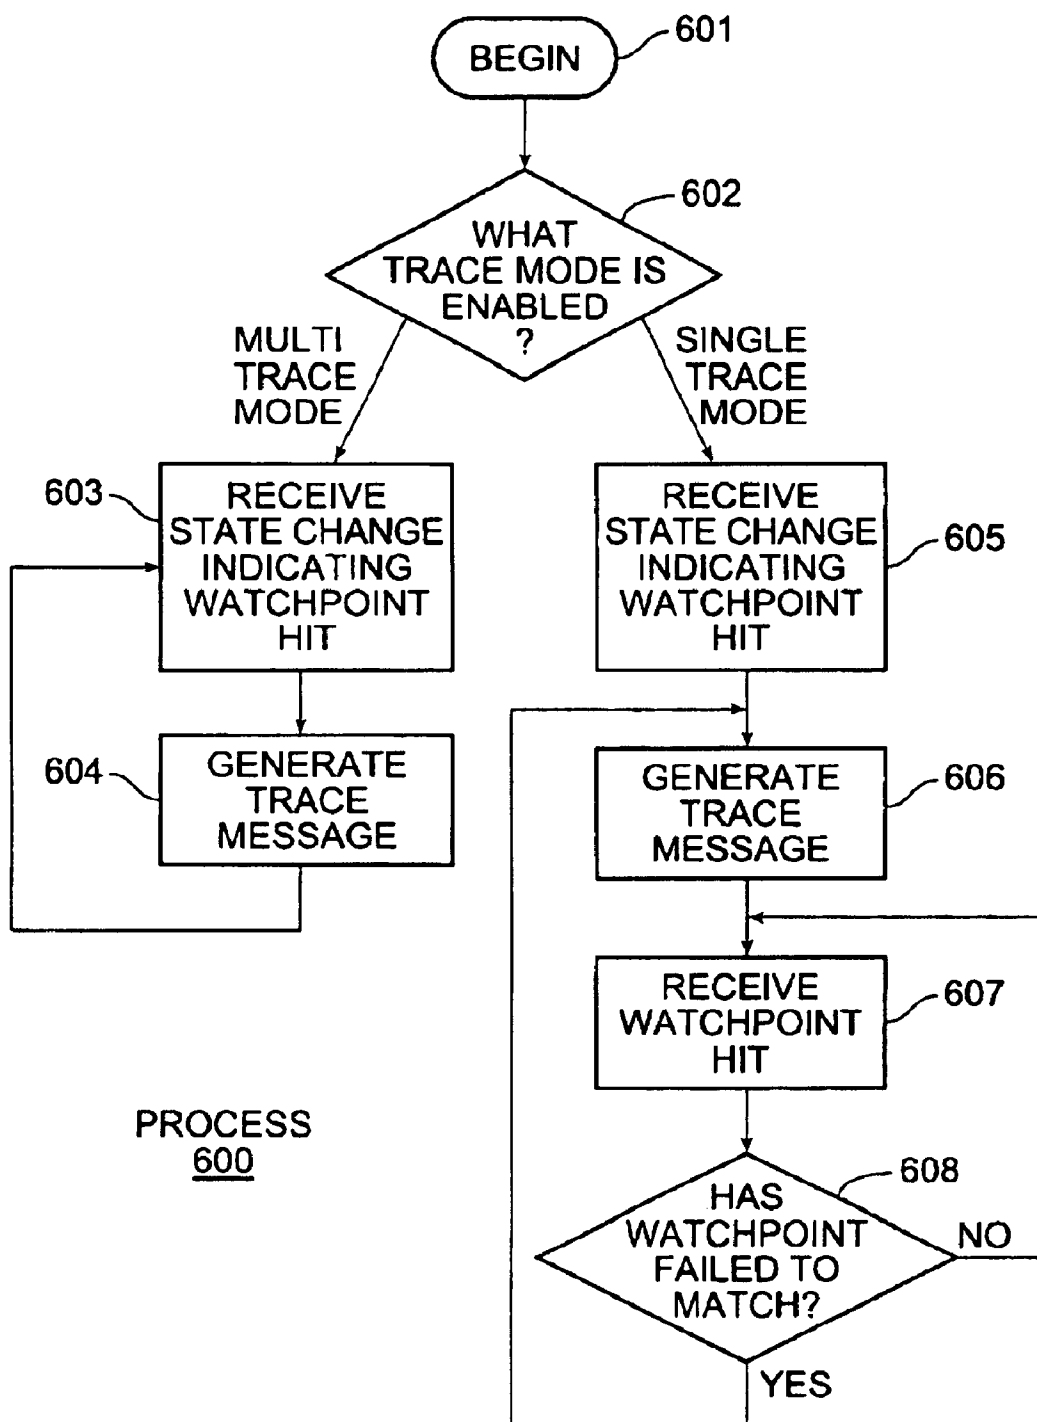 BEGIN
601
602
WHAT
TRACE MODE IS
ENABLED
?
MULTI
TRACE
MODE
SINGLE
TRACE
MODE
603
RECEIVE
STATE CHANGE
INDICATING
WATCHPOINT
HIT
RECEIVE
STATE CHANGE
INDICATING
WATCHPOINT
HIT
605
604
GENERATE
TRACE
MESSAGE
GENERATE
TRACE
MESSAGE
606
RECEIVE
WATCHPOINT
HIT
607
PROCESS
600
608
HAS
WATCHPOINT
FAILED TO
MATCH?
NO
YES